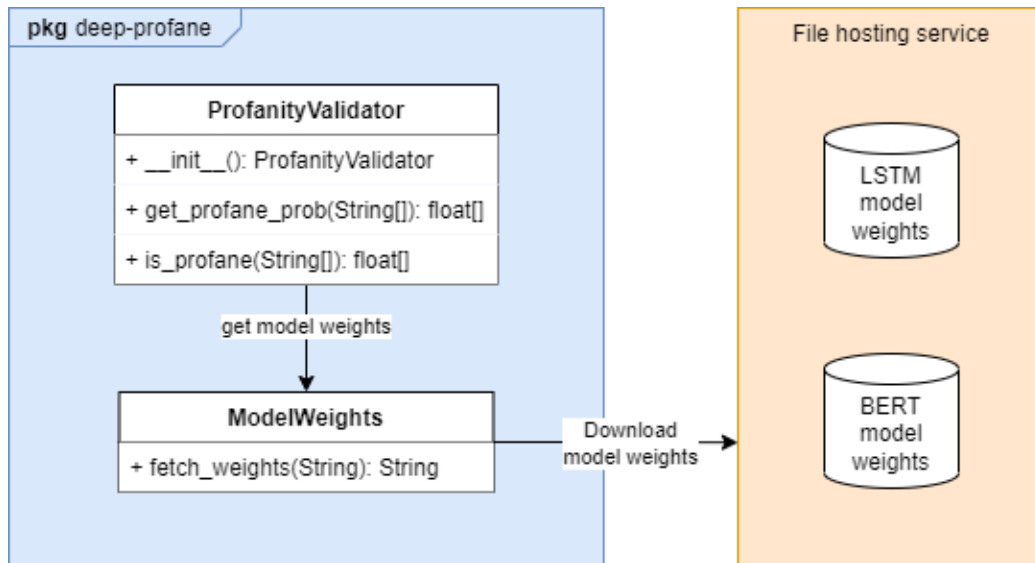 pkg deep-profane
ProfanityValidator
+ __init__(): ProfanityValidator
+ get_profane_prob(String[]): float[]
+ is_profane(String[]): float[]
get model weights
ModelWeights
+ fetch_weights(String): String
Download
model weights
File hosting service
LSTM
model
weights
BERT
model
weights